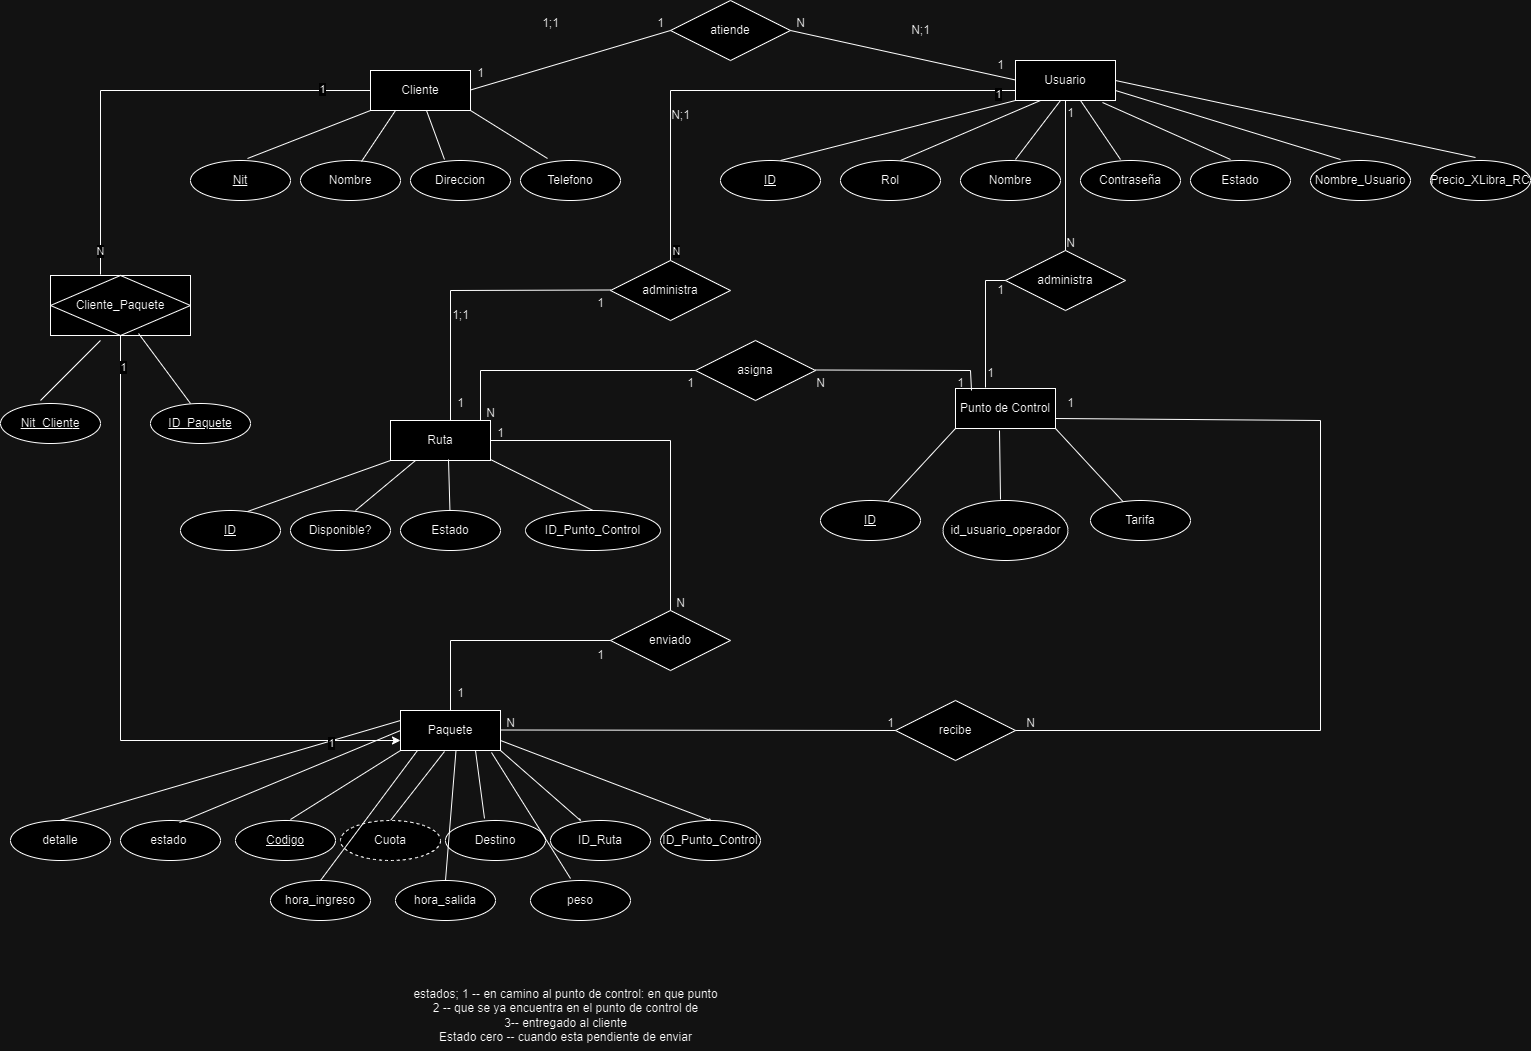 1;1
1
atiende
N
N;1
1
1
Cliente
1
Usuario
1
1
N;1
1
Nit
Nombre
Direccion
Telefono
ID
Rol
Nombre
Contraseña
Estado
Nombre_Usuario
Precio_XLibra_RC
N
N
N
Cliente_Paquete
administra
1
1;1
administra
1
1
asigna
1
N
1
1
Nit_Cliente
ID_Paquete
1
N
Ruta
1
Punto de Control
1
ID
Disponible?
Estado
ID_Punto_Control
ID
id_usuario_operador
Tarifa
N
enviado
1
1
Paquete
N
1
recibe
N
1
detalle
estado
Codigo
Cuota
Destino
ID_Ruta
ID_Punto_Control
hora_ingreso
hora_salida
peso
estados; 1 -- en camino al punto de control: en que punto
2 -- que se ya encuentra en el punto de control de
3-- entregado al cliente
Estado cero -- cuando esta pendiente de enviar